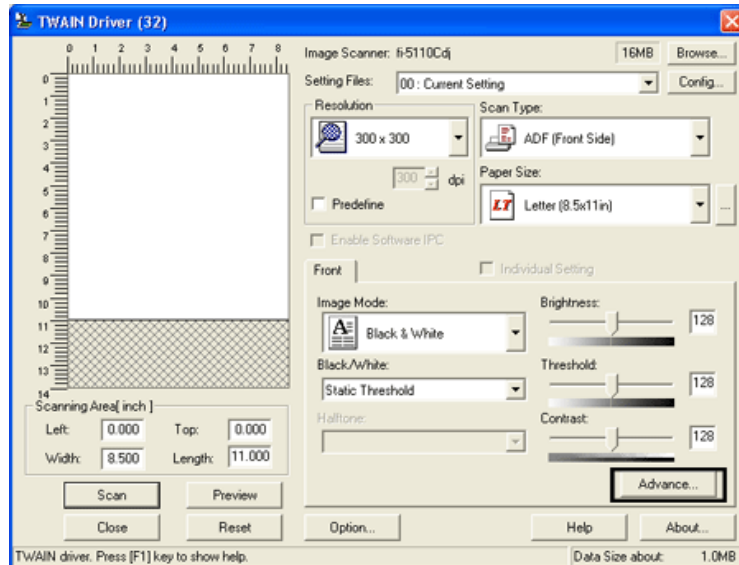 TWAIN Driver (32)
0 1 2 3 4 5 6 7 8
0
1
2
3
4
5
6
7
8
9
10
11
12
13
14
Scanning Area[ inch ]
Left: 0.000 Top: 0.000
Width: 8.500 Length: 11.000
Scan Preview
Close Reset
Image Scanner: fi-5110Cdj 16MB Browse...
Setting Files: 00 : Current Setting Config...
Resolution
300 x 300
300 dpi
Predefine
Scan Type:
ADF (Front Side)
Paper Size:
LT Letter (8.5x11in) ...
Enable Software IPC
Front Individual Setting
Image Mode:
A Black & White
Black/White:
Static Threshold
Halftone:
Brightness:
128
Threshold:
128
Contrast:
128
Advance...
Option... Help About...
TWAIN driver. Press [F1] key to show help. Data Size about: 1.0MB